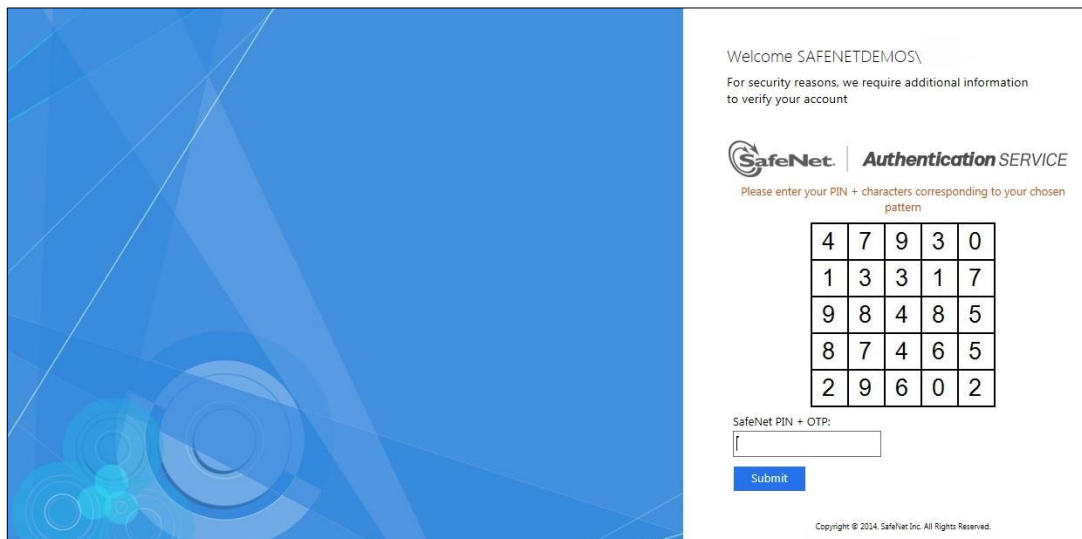 Welcome SAFENETDEMOS\
For security reasons, we require additional information
to verify your account
SafeNet. Authentication SERVICE
Please enter your PIN + characters corresponding to your chosen
pattern
4 7 9 3 0
1 3 3 1 7
9 8 4 8 5
8 7 4 6 5
2 9 6 0 2
SafeNet PIN + OTP:
Submit
Copyright © 2014. SafeNet Inc. All Rights Reserved.